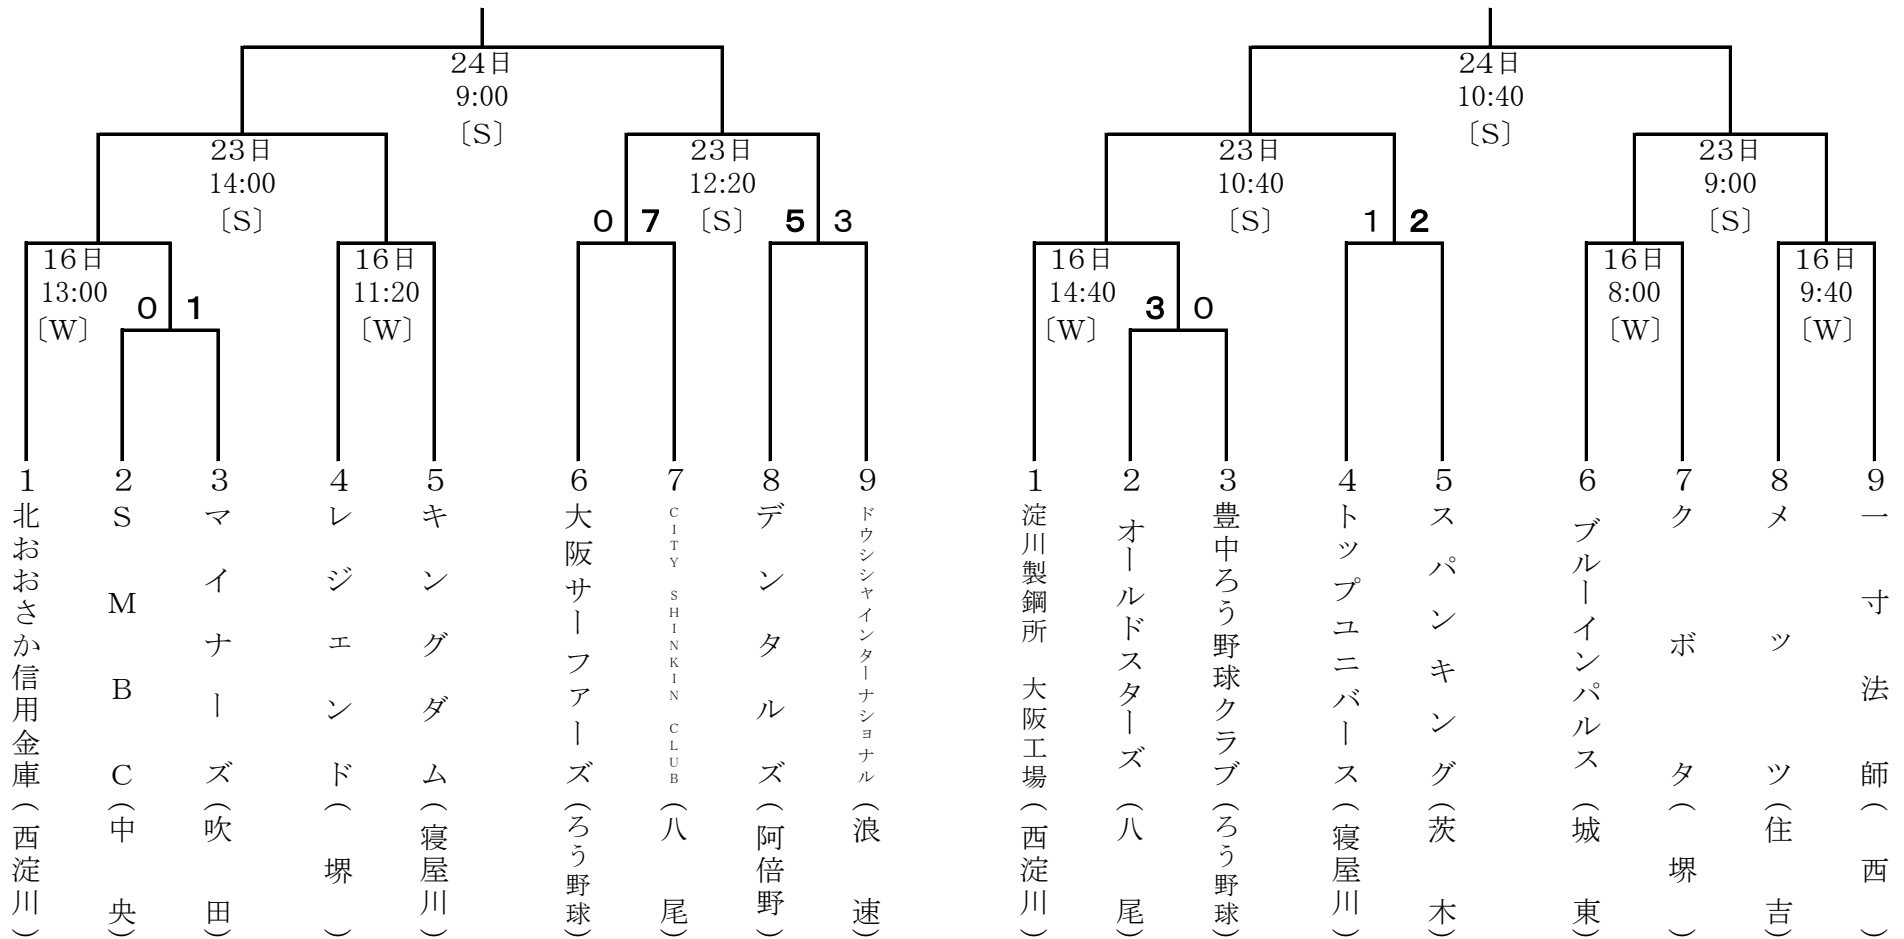 24日
9:00
〔S〕
23日
14:00
〔S〕
23日
12:20
〔S〕
0 7
5 3
16日
13:00
〔W〕
0 1
16日
11:20
〔W〕
1
北おおさか信用金庫(西淀川)
2
SMBC(中央)
3
マイナーズ(吹田)
4
レジェンド(堺)
5
キングダム(寝屋川)
6
大阪サーファーズ(ろう野球)
7
CITY SHINKIN CLUB(八尾)
8
デンタルズ(阿倍野)
9
ドウシシャインターナショナル(浪速)
24日
10:40
〔S〕
23日
10:40
〔S〕
23日
9:00
〔S〕
1 2
16日
14:40
〔W〕
3 0
16日
8:00
〔W〕
16日
9:40
〔W〕
1
淀川製鋼所 大阪工場(西淀川)
2
オールドスターズ(八尾)
3
豊中ろう野球クラブ(ろう野球)
4
トップユニバース(寝屋川)
5
スパンキング(茨木)
6
ブルーインパルス(城東)
7
クボタ(堺)
8
メッツ(住吉)
9
一寸法師(西)